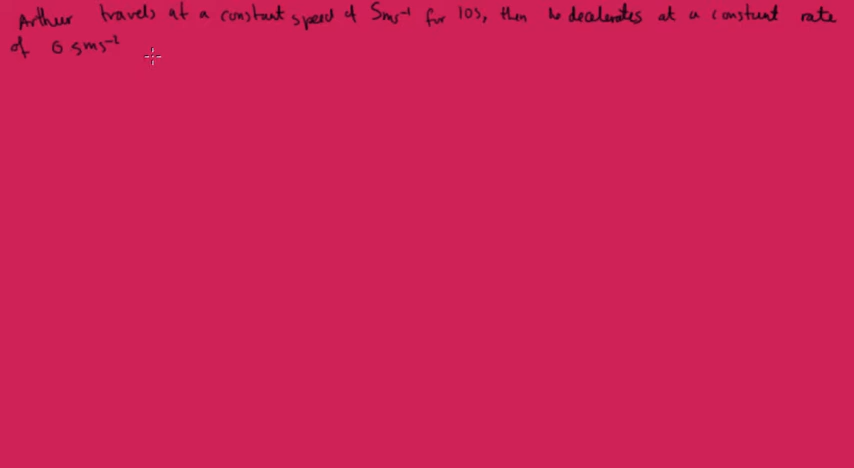 Arthur travels at a constant speed of 5ms⁻¹ for 10s, then he decelerates at a constant rate
of 0 5ms⁻²